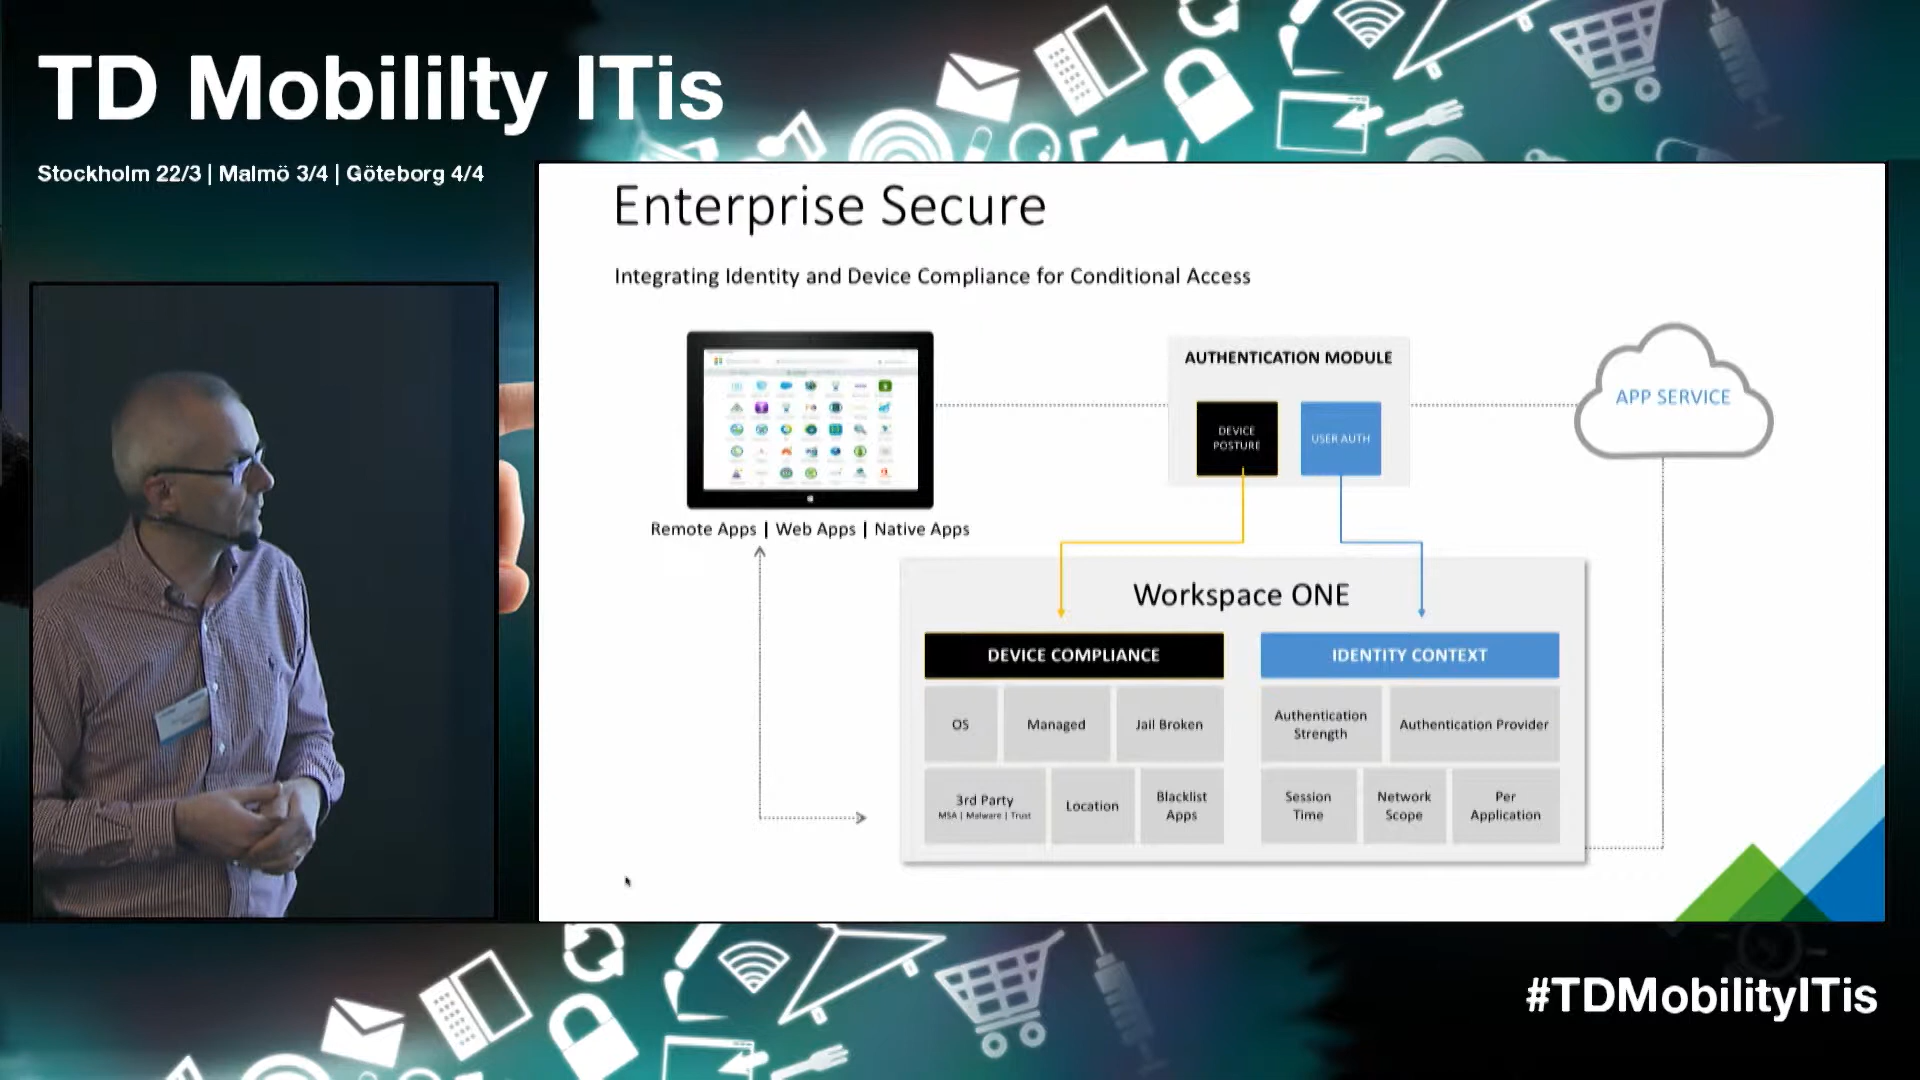 TD Mobililty ITis
Stockholm 22/3 | Malmö 3/4 | Göteborg 4/4
Enterprise Secure
Integrating Identity and Device Compliance for Conditional Access
AUTHENTICATION MODULE
DEVICE
POSTURE
USER AUTH
APP SERVICE
Remote Apps | Web Apps | Native Apps
Workspace ONE
DEVICE COMPLIANCE
IDENTITY CONTEXT
OS
Managed
Jail Broken
Authentication
Strength
Authentication Provider
3rd Party
MSA | Malware | Trust
Location
Blacklist
Apps
Session
Time
Network
Scope
Per
Application
#TDMobilityITis